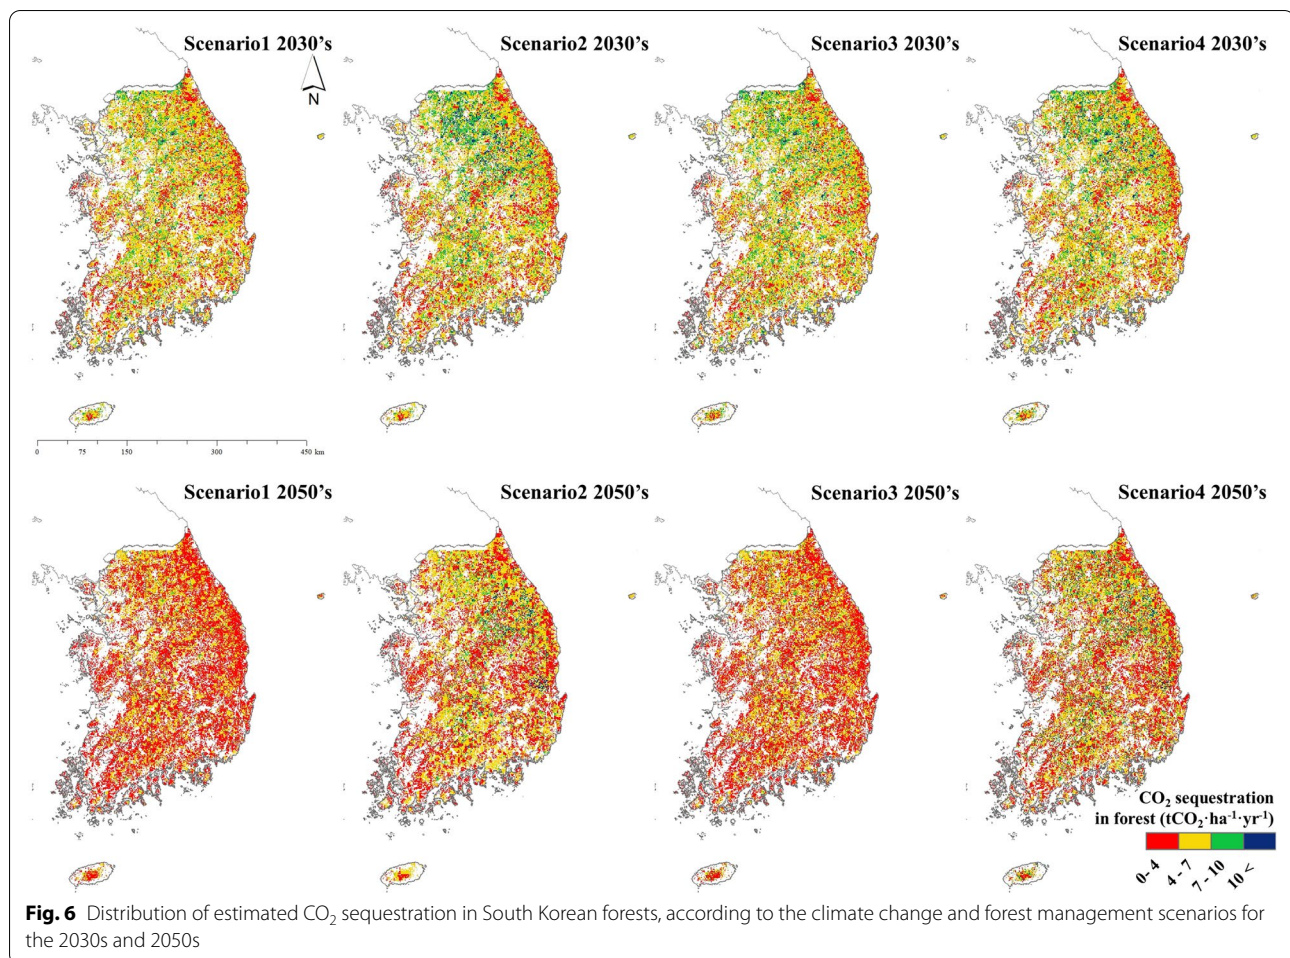 Scenario1 2030's
Scenario2 2030's
Scenario3 2030's
Scenario4 2030's
N
0 75 150 300 450 km
Scenario1 2050's
Scenario2 2050's
Scenario3 2050's
Scenario4 2050's
CO₂ sequestration
in forest (tCO₂·ha⁻¹·yr⁻¹)
0-4
4-7
7-10
10<
Fig. 6 Distribution of estimated CO₂ sequestration in South Korean forests, according to the climate change and forest management scenarios for
the 2030s and 2050s